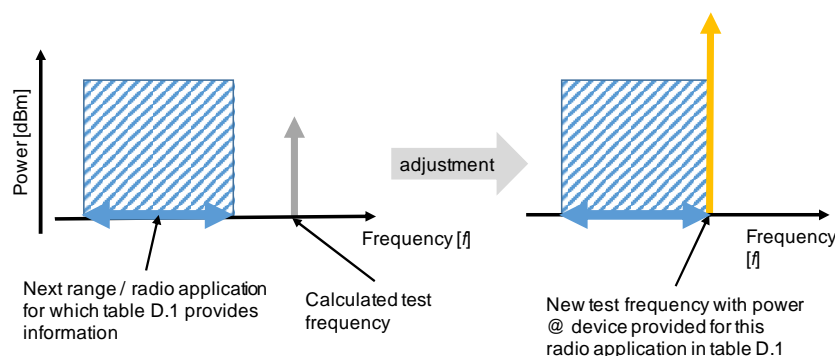 Power [dBm]
Frequency [f]
Next range / radio application
for which table D.1 provides
information
Calculated test
frequency
adjustment
Frequency
[f]
New test frequency with power
@ device provided for this
radio application in table D.1